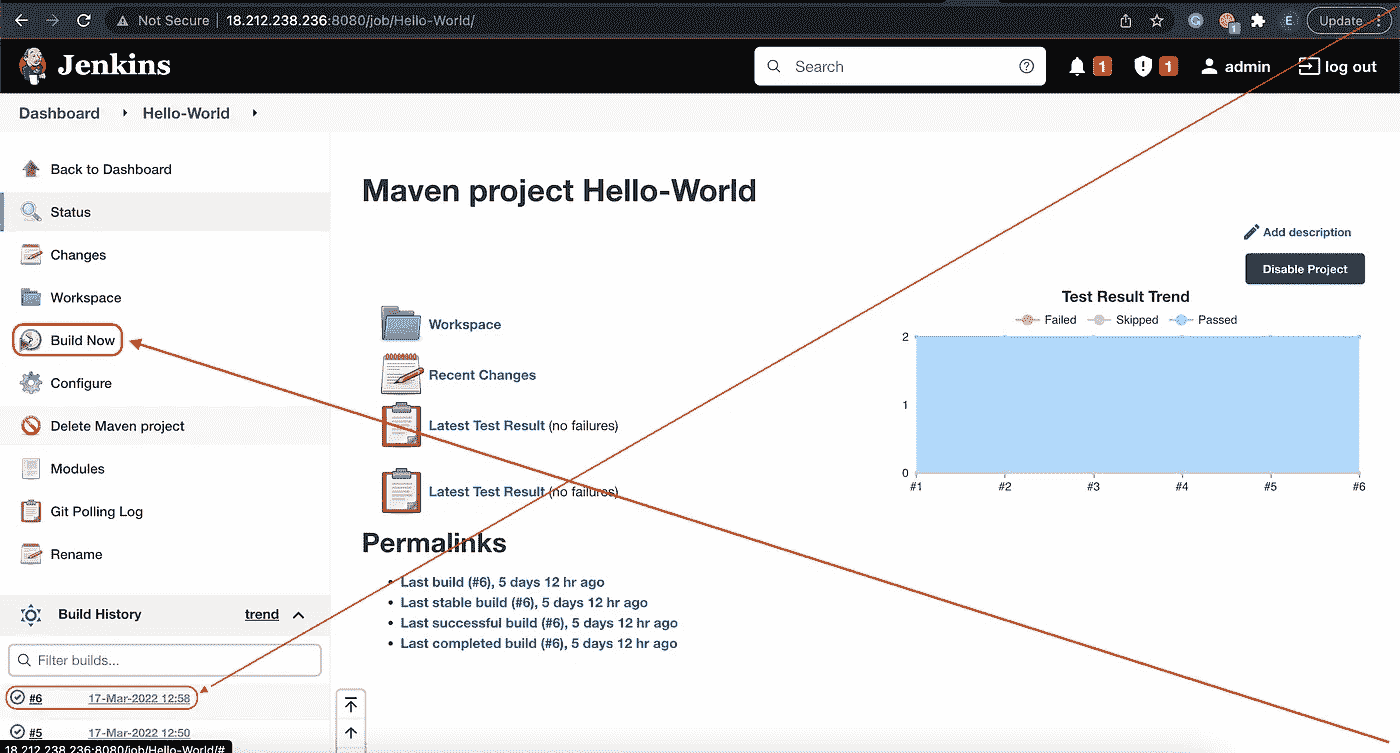 Not Secure | 18.212.238.236:8080/job/Hello-World/
G 1 E Update
Jenkins
Search
1
1
admin
log out
Dashboard
Hello-World
Back to Dashboard
Status
Changes
Workspace
Build Now
Configure
Delete Maven project
Modules
Git Polling Log
Rename
Build History trend
Filter builds...
#6 17-Mar-2022 12:58
#5 17-Mar-2022 12:50
18.212.238.236:8080/job/Hello-World/#
Maven project Hello-World
Add description
Disable Project
Workspace
Recent Changes
Latest Test Result (no failures)
Latest Test Result (no failures)
Permalinks
Last build (#6), 5 days 12 hr ago
Last stable build (#6), 5 days 12 hr ago
Last successful build (#6), 5 days 12 hr ago
Last completed build (#6), 5 days 12 hr ago
Test Result Trend
Failed Skipped Passed
2
1
0
#1 #2 #3 #4 #5 #6